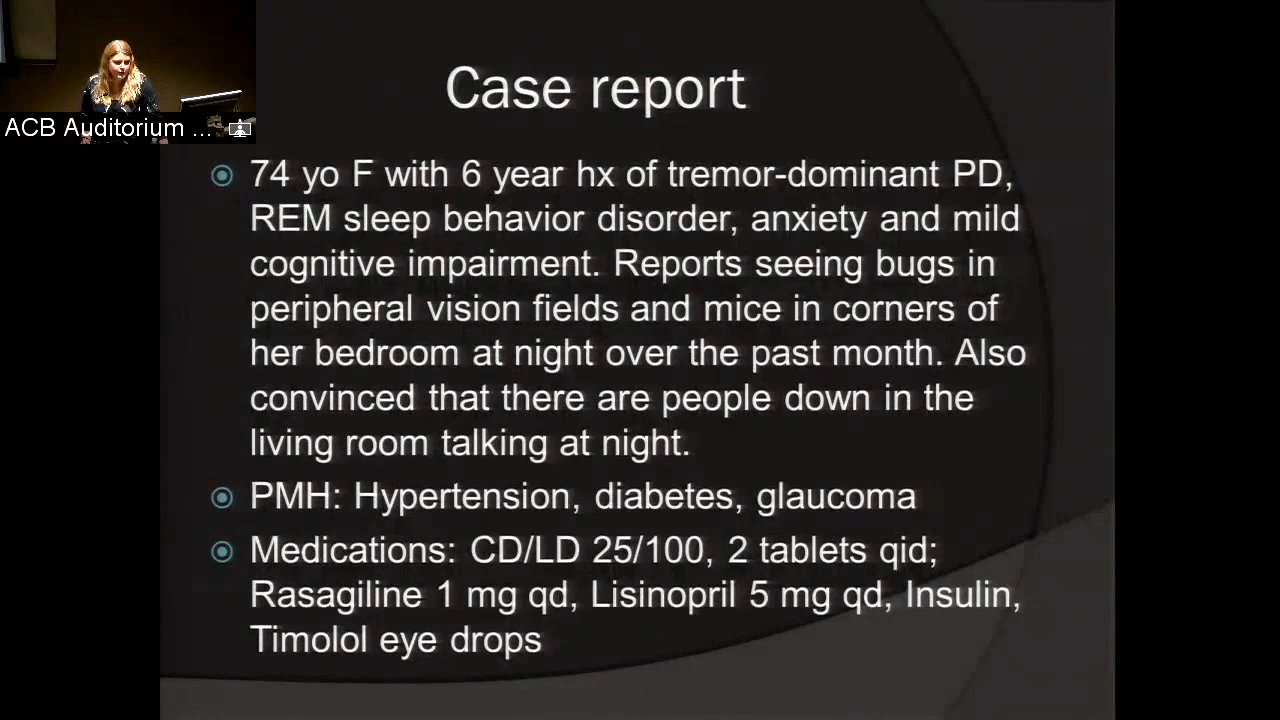 ACB Auditorium ...
Case report
74 yo F with 6 year hx of tremor-dominant PD,
REM sleep behavior disorder, anxiety and mild
cognitive impairment. Reports seeing bugs in
peripheral vision fields and mice in corners of
her bedroom at night over the past month. Also
convinced that there are people down in the
living room talking at night.
PMH: Hypertension, diabetes, glaucoma
Medications: CD/LD 25/100, 2 tablets qid;
Rasagiline 1 mg qd, Lisinopril 5 mg qd, Insulin,
Timolol eye drops